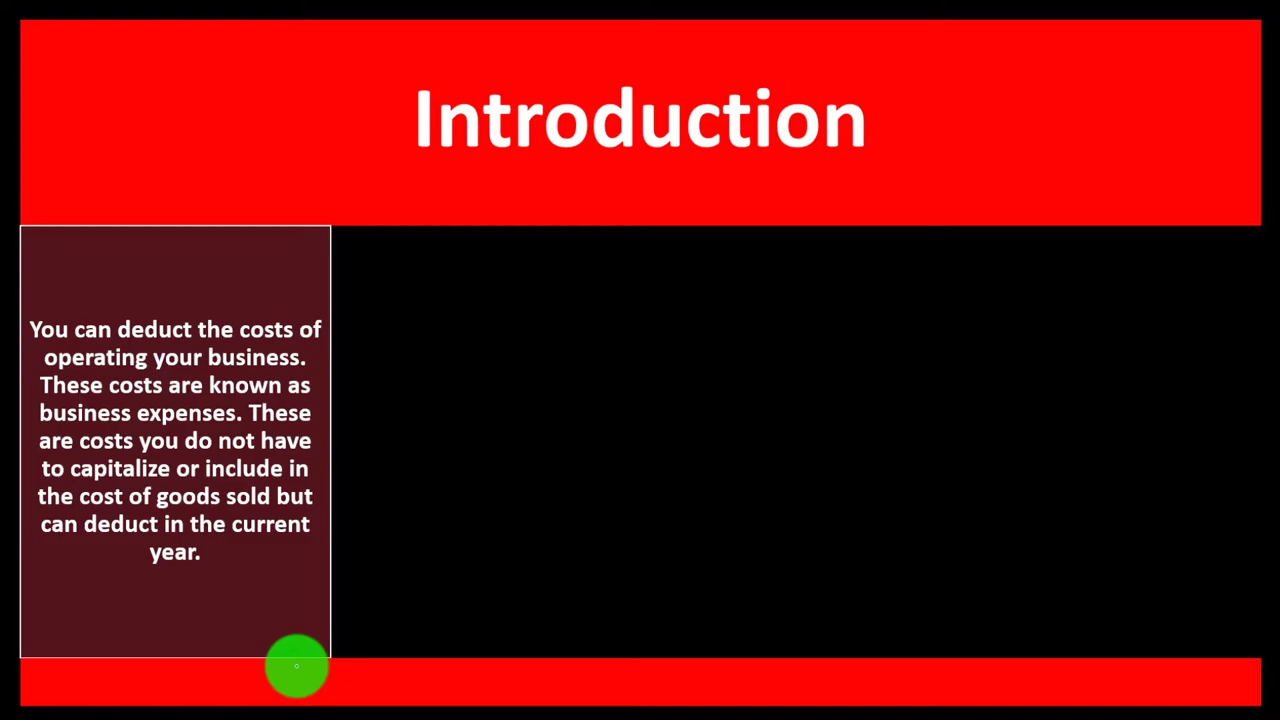 Introduction
You can deduct the costs of
operating your business.
These costs are known as
business expenses. These
are costs you do not have
to capitalize or include in
the cost of goods sold but
can deduct in the current
year.